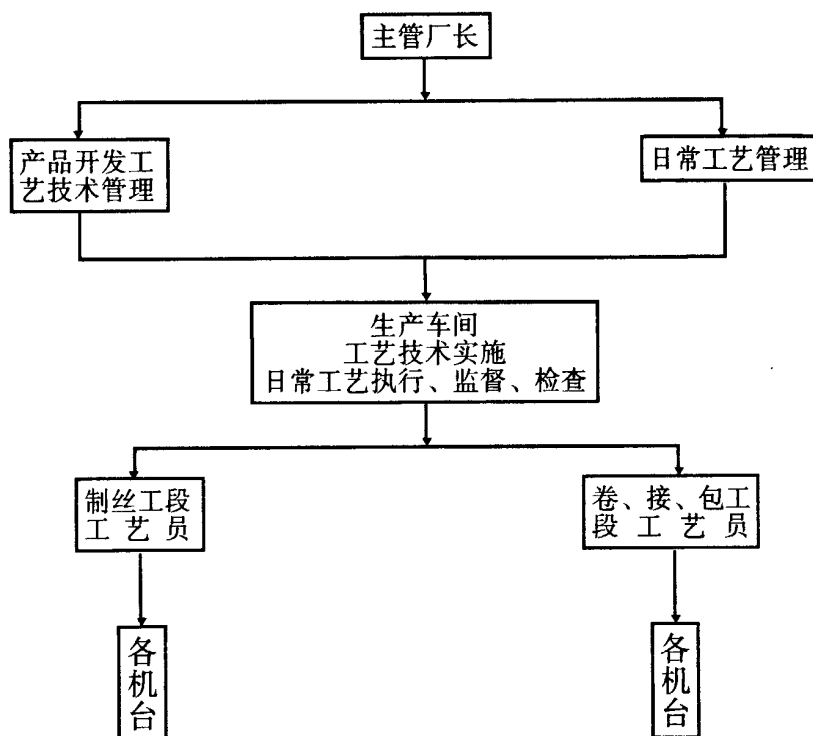 主管厂长
产品开发工
艺技术管理
日常工艺管理
生产车间
工艺技术实施
日常工艺执行、监督、检查
制丝工段
工艺员
卷、接、包工
段工艺员
各机台
各机台